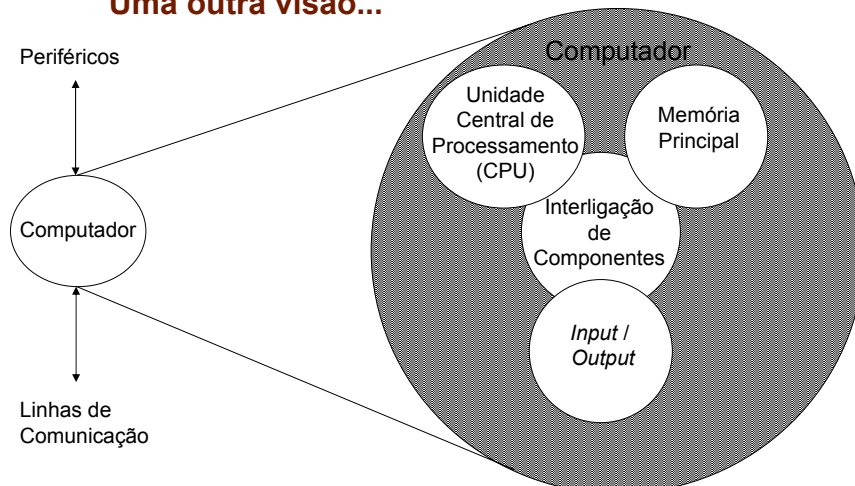 Uma outra visão...
Periféricos
Computador
Linhas de
Comunicação
Computador
Unidade
Central de
Processamento
(CPU)
Memória
Principal
Interligação
de
Componentes
Input /
Output